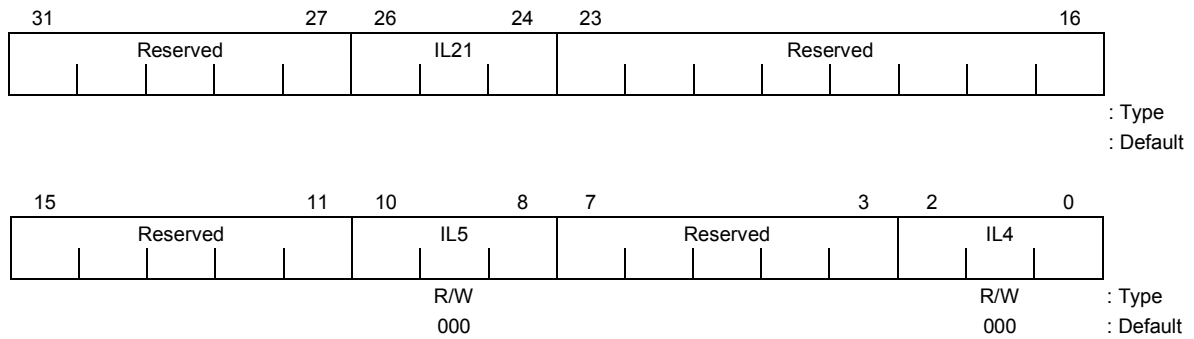 31 27 26 24 23 16
Reserved IL21 Reserved
: Type
: Default
15 11 10 8 7 3 2 0
Reserved IL5 Reserved IL4
R/W R/W : Type
000 000 : Default